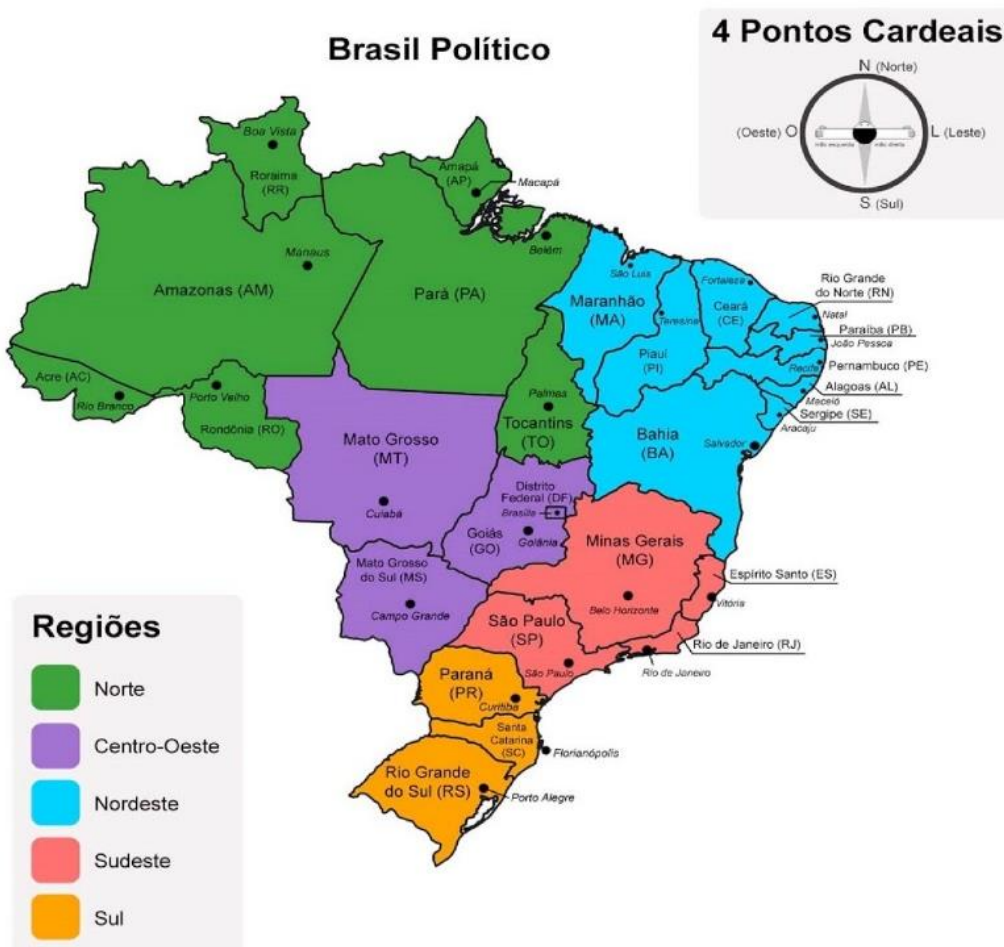 Brasil Político
4 Pontos Cardeais
N (Norte)
(Oeste) O
mão esquerda
mão direita
L (Leste)
S (Sul)
Boa Vista
Roraima
(RR)
Amapá
(AP)
Macapá
Manaus
Amazonas (AM)
Pará (PA)
Belém
São Luis
Maranhão
(MA)
Teresina
Fortaleza
Ceará
(CE)
Rio Grande
do Norte (RN)
Natal
Paraíba (PB)
João Pessoa
Piauí
(PI)
Recife
Pernambuco (PE)
Alagoas (AL)
Maceió
Sergipe (SE)
Aracaju
Acre (AC)
Rio Branco
Porto Velho
Rondônia (RO)
Palmas
Tocantins
(TO)
Mato Grosso
(MT)
Cuiabá
Bahia
(BA)
Salvador
Distrito
Federal (DF)
Brasília
Goiás
(GO)
Goiânia
Minas Gerais
(MG)
Belo Horizonte
Espírito Santo (ES)
Vitória
Mato Grosso
do Sul (MS)
Campo Grande
São Paulo
(SP)
São Paulo
Rio de Janeiro (RJ)
Rio de Janeiro
Paraná
(PR)
Curitiba
Santa
Catarina
(SC)
Florianópolis
Rio Grande
do Sul (RS)
Porto Alegre
Regiões
Norte
Centro-Oeste
Nordeste
Sudeste
Sul